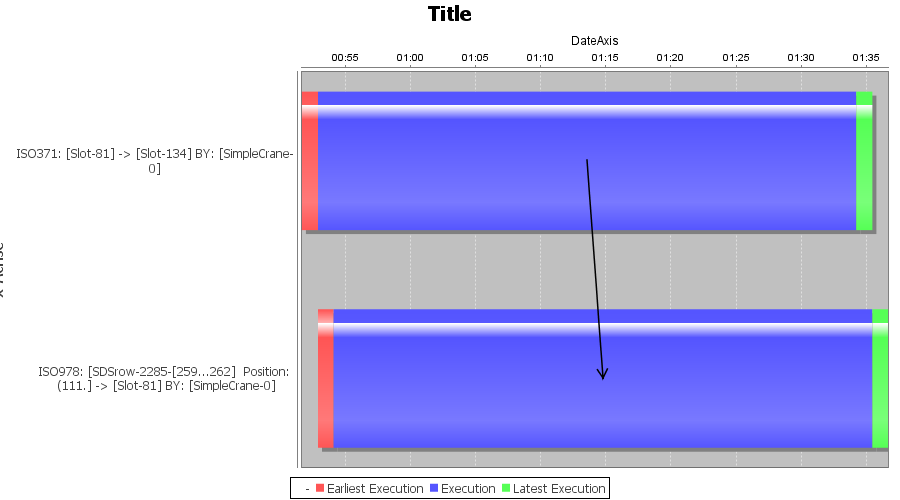 Title
DateAxis
00:55 01:00 01:05 01:10 01:15 01:20 01:25 01:30 01:35
ISO371: [Slot-81] -> [Slot-134] BY: [SimpleCrane-
0]
ISO978: [SDSrow-2285-[259...262] Position:
(111.] -> [Slot-81] BY: [SimpleCrane-0]
- Earliest Execution Execution Latest Execution